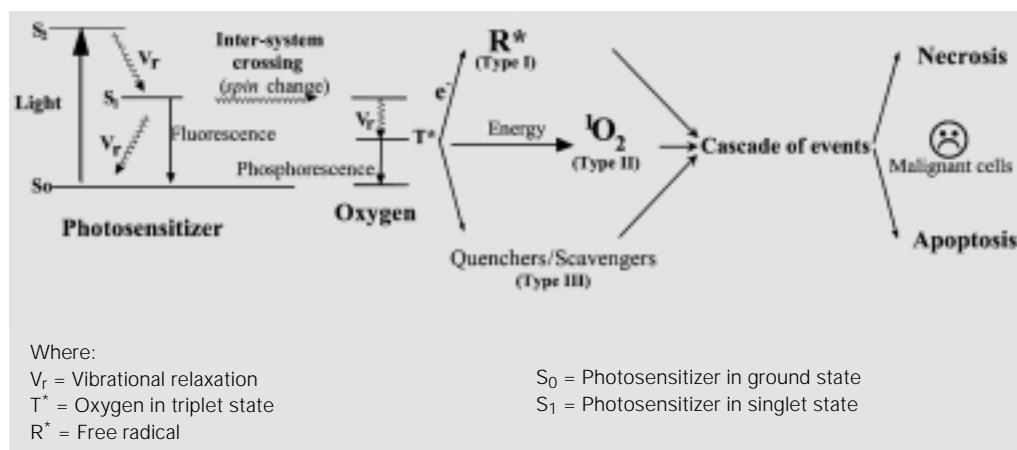 S₂
Light
Vr
S₁
Vr
Fluorescence
So
Photosensitizer
Inter-system
crossing
(spin change)
Vr
T*
Phosphorescence
Oxygen
e⁻
R*
(Type I)
Energy
¹O₂
(Type II)
Quenchers/Scavengers
(Type III)
Cascade of events
Necrosis
Malignant cells
Apoptosis
Where:
Vr = Vibrational relaxation
T* = Oxygen in triplet state
R* = Free radical
S₀ = Photosensitizer in ground state
S₁ = Photosensitizer in singlet state